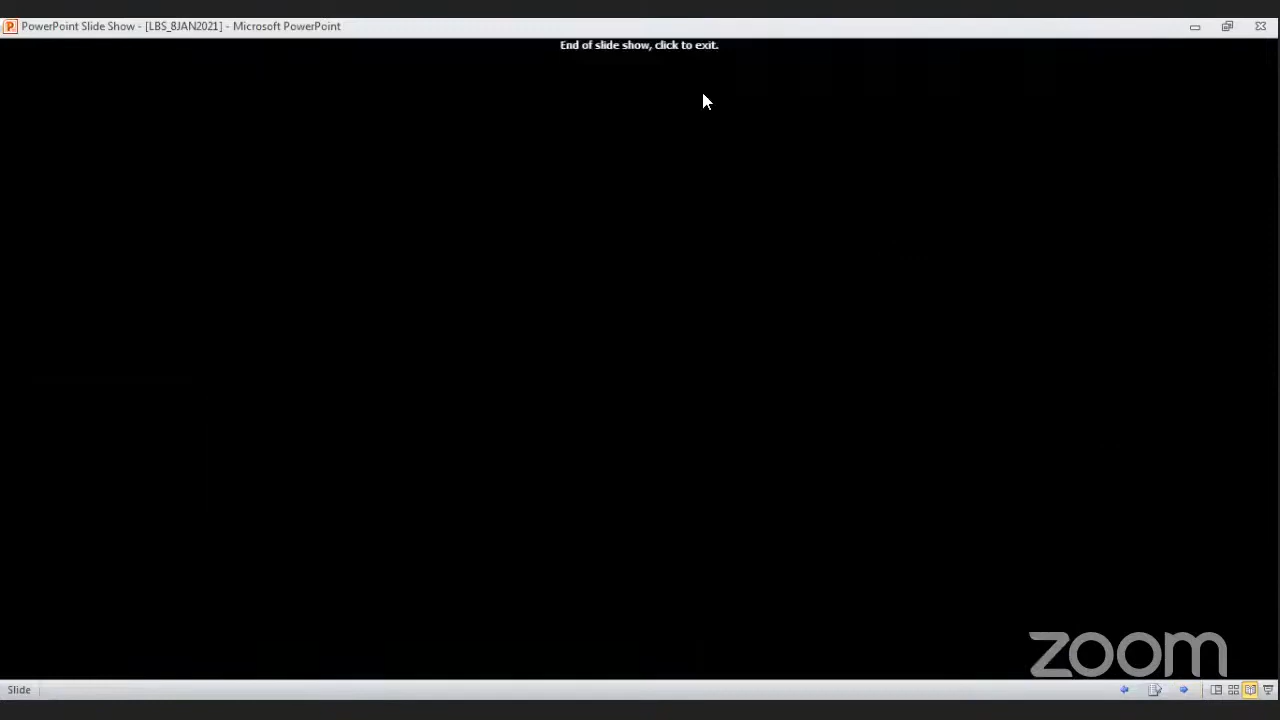 PowerPoint Slide Show - [LBS_8JAN2021] - Microsoft PowerPoint
End of slide show, click to exit.
zoom
Slide